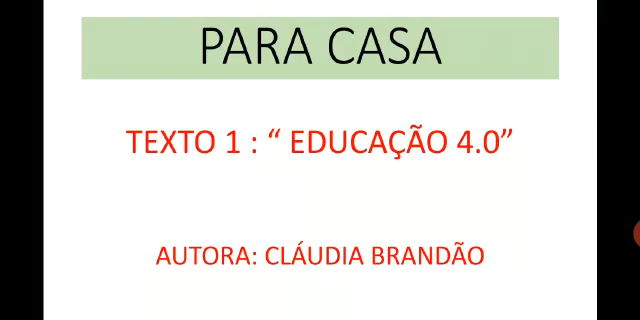 PARA CASA
TEXTO 1 : “ EDUCAÇÃO 4.0”
AUTORA: CLÁUDIA BRANDÃO